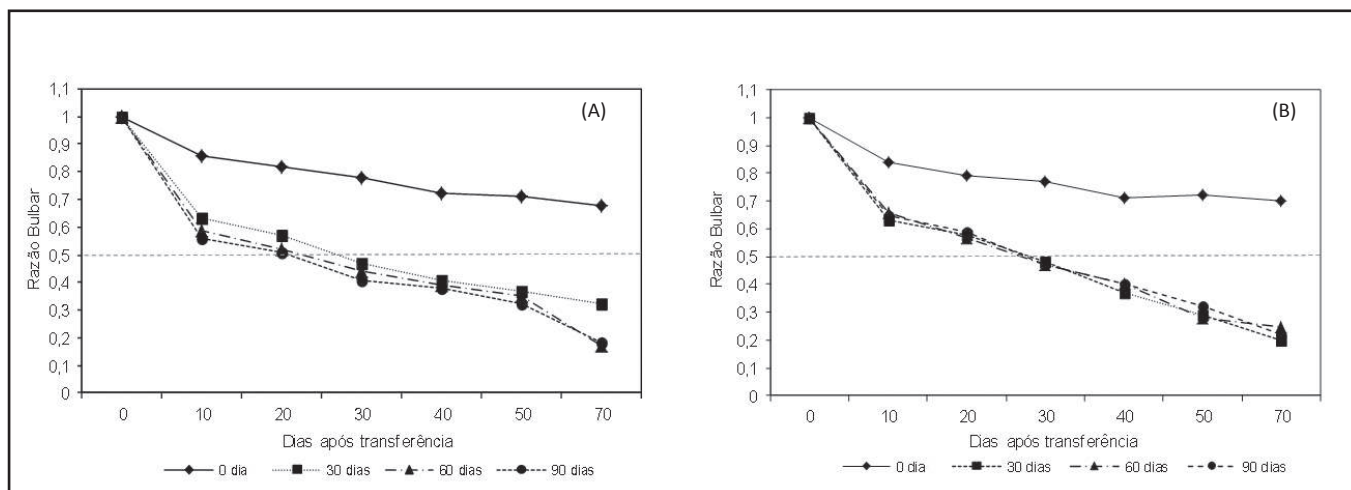 (A)
Razão Bulbar
1,1
1
0,9
0,8
0,7
0,6
0,5
0,4
0,3
0,2
0,1
0
0 10 20 30 40 50 70
Dias após transferência
0 dia 30 dias 60 dias 90 dias
(B)
Razão Bulbar
1,1
1
0,9
0,8
0,7
0,6
0,5
0,4
0,3
0,2
0,1
0
0 10 20 30 40 50 70
Dias após transferência
0 dia 30 dias 60 dias 90 dias